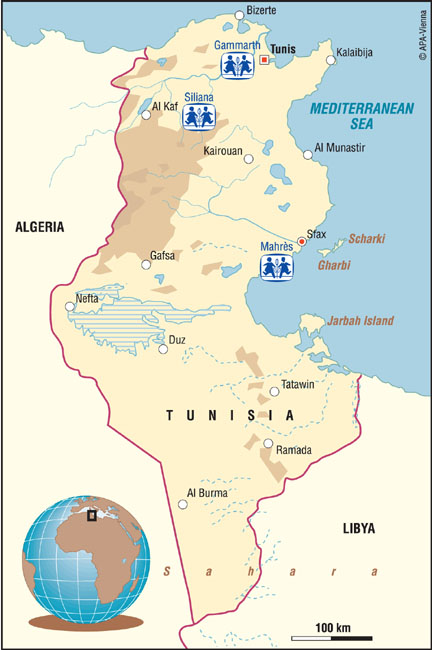 Bizerte
© APA-Vienna
Gammarth
Tunis
Kalaibija
Siliana
Al Kaf
MEDITERRANEAN
SEA
Kairouan
Al Munastir
ALGERIA
Sfax
Scharki
Mahrès
Gafsa
Gharbi
Nefta
Jarbah Island
Duz
Tatawin
TUNISIA
Ramada
Al Burma
LIBYA
Sahara
100 km